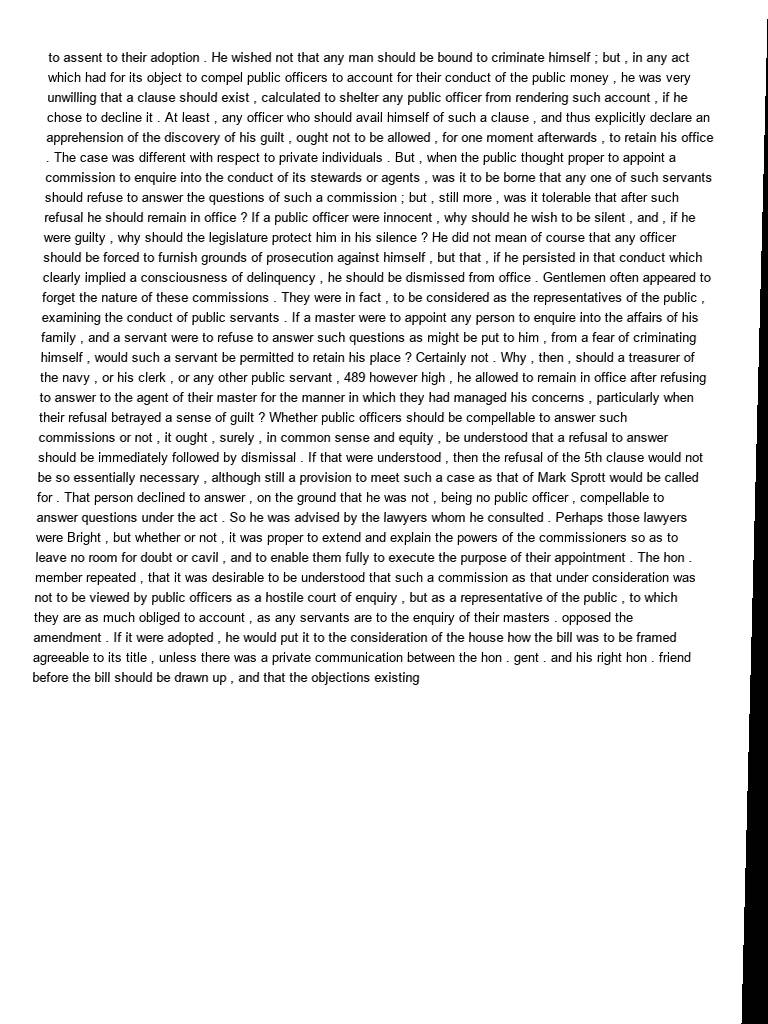 to assent to their adoption . He wished not that any man should be bound to criminate himself ; but , in any act
which had for its object to compel public officers to account for their conduct of the public money , he was very
unwilling that a clause should exist , calculated to shelter any public officer from rendering such account , if he
chose to decline it . At least , any officer who should avail himself of such a clause , and thus explicitly declare an
apprehension of the discovery of his guilt , ought not to be allowed , for one moment afterwards , to retain his office
. The case was different with respect to private individuals . But , when the public thought proper to appoint a
commission to enquire into the conduct of its stewards or agents , was it to be borne that any one of such servants
should refuse to answer the questions of such a commission ; but , still more , was it tolerable that after such
refusal he should remain in office ? If a public officer were innocent , why should he wish to be silent , and , if he
were guilty , why should the legislature protect him in his silence ? He did not mean of course that any officer
should be forced to furnish grounds of prosecution against himself , but that , if he persisted in that conduct which
clearly implied a consciousness of delinquency , he should be dismissed from office . Gentlemen often appeared to
forget the nature of these commissions . They were in fact , to be considered as the representatives of the public ,
examining the conduct of public servants . If a master were to appoint any person to enquire into the affairs of his
family , and a servant were to refuse to answer such questions as might be put to him , from a fear of criminating
himself , would such a servant be permitted to retain his place ? Certainly not . Why , then , should a treasurer of
the navy , or his clerk , or any other public servant , 489 however high , he allowed to remain in office after refusing
to answer to the agent of their master for the manner in which they had managed his concerns , particularly when
their refusal betrayed a sense of guilt ? Whether public officers should be compellable to answer such
commissions or not , it ought , surely , in common sense and equity , be understood that a refusal to answer
should be immediately followed by dismissal . If that were understood , then the refusal of the 5th clause would not
be so essentially necessary , although still a provision to meet such a case as that of Mark Sprott would be called
for . That person declined to answer , on the ground that he was not , being no public officer , compellable to
answer questions under the act . So he was advised by the lawyers whom he consulted . Perhaps those lawyers
were Bright , but whether or not , it was proper to extend and explain the powers of the commissioners so as to
leave no room for doubt or cavil , and to enable them fully to execute the purpose of their appointment . The hon .
member repeated , that it was desirable to be understood that such a commission as that under consideration was
not to be viewed by public officers as a hostile court of enquiry , but as a representative of the public , to which
they are as much obliged to account , as any servants are to the enquiry of their masters . opposed the
amendment . If it were adopted , he would put it to the consideration of the house how the bill was to be framed
agreeable to its title , unless there was a private communication between the hon . gent . and his right hon . friend
before the bill should be drawn up , and that the objections existing